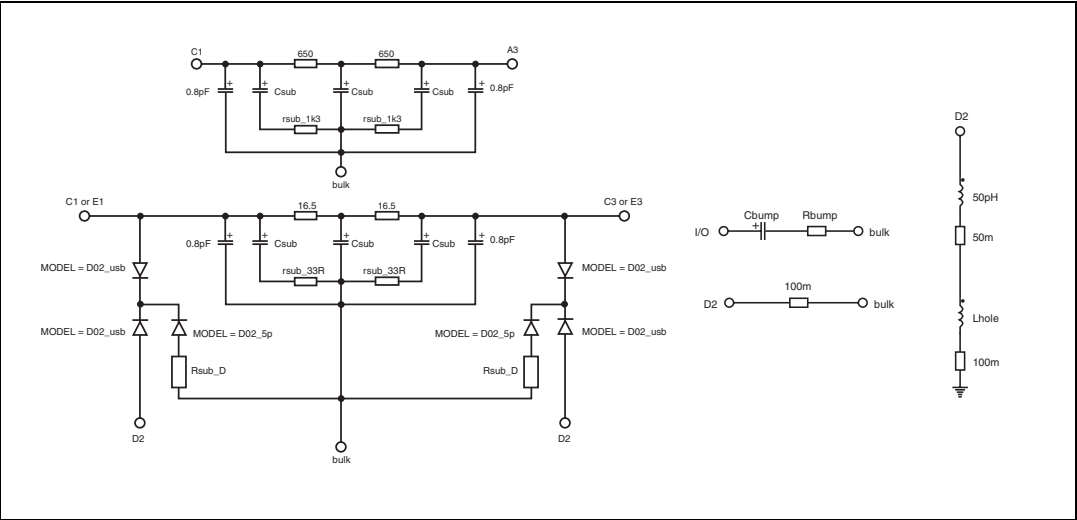 C1
650
650
A3
0.8pF
+
+
Csub
+
Csub
+
Csub
+
0.8pF
rsub_1k3
rsub_1k3
bulk
C1 or E1
16.5
16.5
C3 or E3
0.8pF
+
+
Csub
+
Csub
+
Csub
+
0.8pF
rsub_33R
rsub_33R
MODEL = D02_usb
MODEL = D02_usb
MODEL = D02_usb
MODEL = D02_5p
MODEL = D02_5p
MODEL = D02_usb
Rsub_D
Rsub_D
D2
bulk
D2
Cbump
Rbump
I/O
+
bulk
100m
D2
bulk
D2
50pH
50m
Lhole
100m